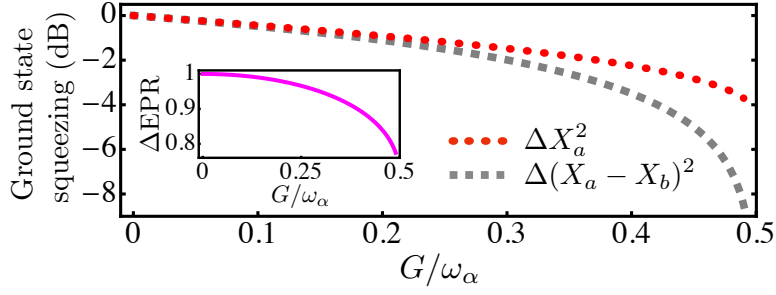 Ground state
squeezing (dB)
0
−2
−4
−6
−8
ΔEPR
1
0.9
0.8
0
0.25
0.5
G/ω_α
ΔX_a^2
Δ(X_a − X_b)^2
0
0.1
0.2
0.3
0.4
0.5
G/ω_α